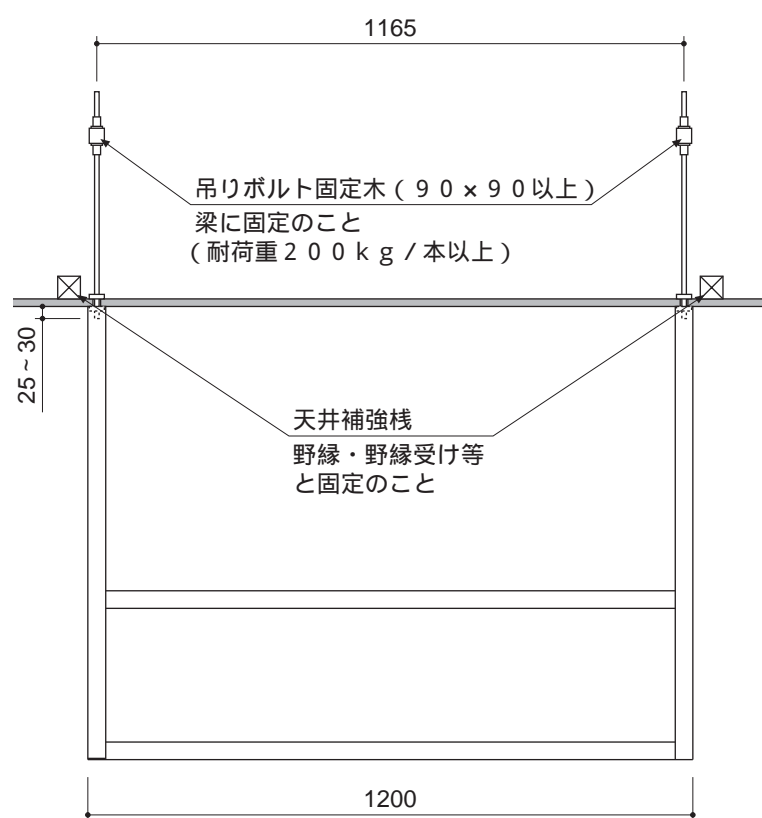 1165
吊りボルト固定木（９０×９０以上）
梁に固定のこと
（耐荷重２００ｋｇ／本以上）
25~30
天井補強桟
野縁・野縁受け等
と固定のこと
1200